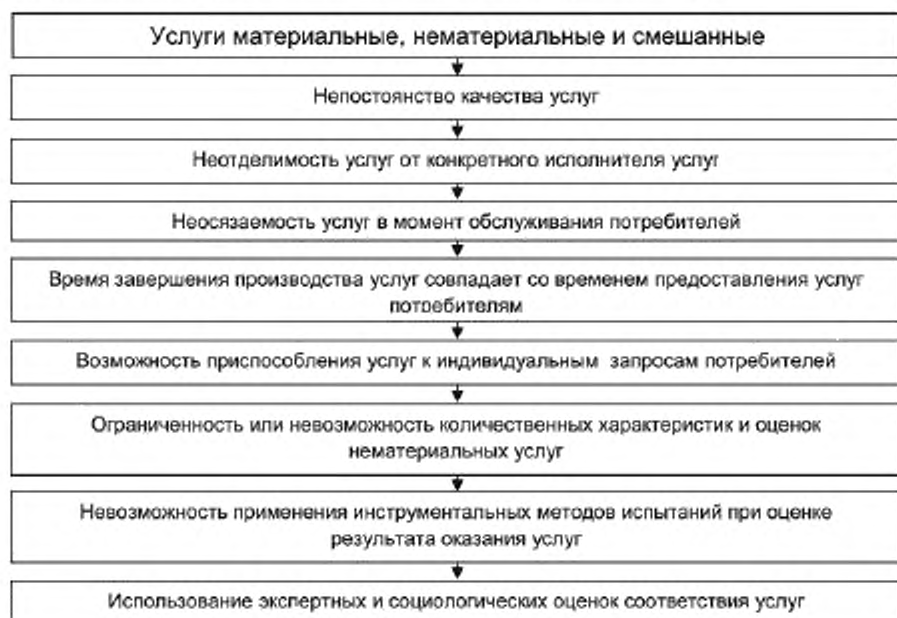 Услуги материальные, нематериальные и смешанные
Непостоянство качества услуг
Неотделимость услуг от конкретного исполнителя услуг
Неосязаемость услуг в момент обслуживания потребителей
Время завершения производства услуг совпадает со временем предоставления услуг
потребителям
Возможность приспособления услуг к индивидуальным запросам потребителей
Ограниченность или невозможность количественных характеристик и оценок
нематериальных услуг
Невозможность применения инструментальных методов испытаний при оценке
результата оказания услуг
Использование экспертных и социологических оценок соответствия услуг